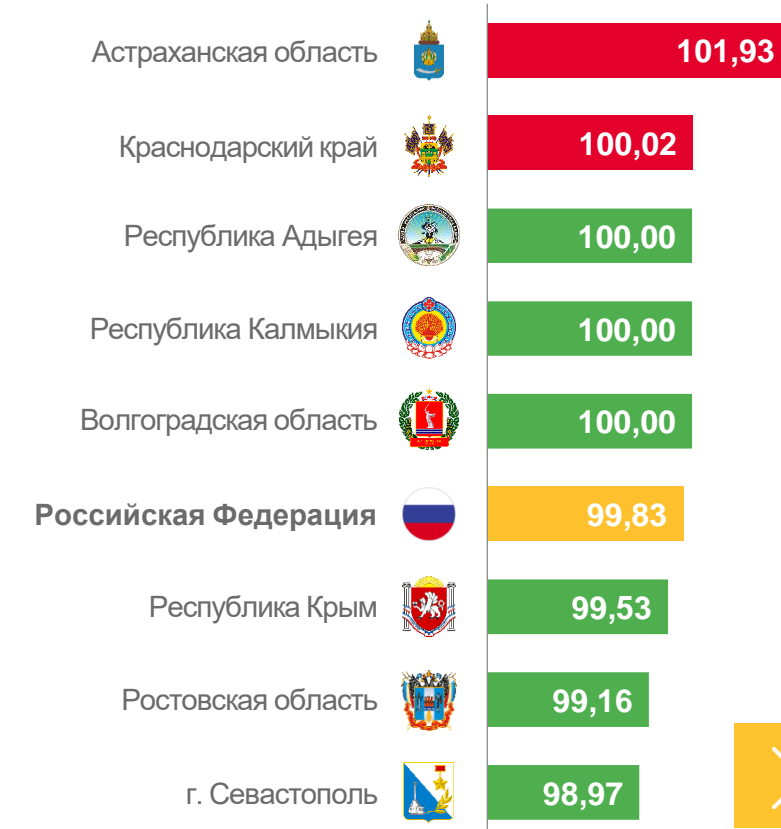 Астраханская область 101,93
Краснодарский край 100,02
Республика Адыгея 100,00
Республика Калмыкия 100,00
Волгоградская область 100,00
Российская Федерация 99,83
Республика Крым 99,53
Ростовская область 99,16
г. Севастополь 98,97